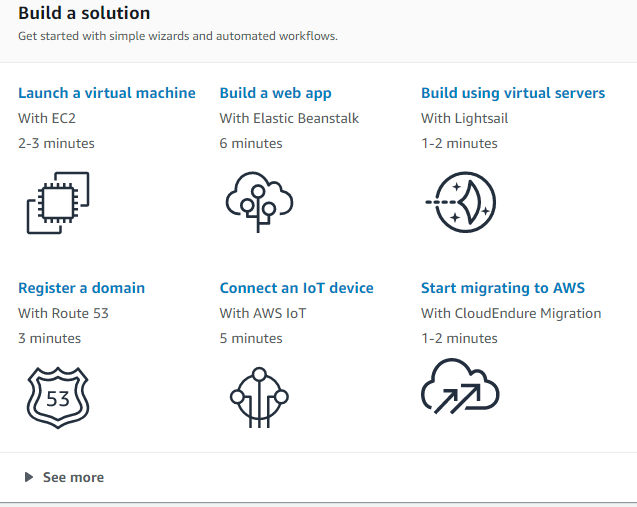 Build a solution
Get started with simple wizards and automated workflows.
Launch a virtual machine
With EC2
2-3 minutes
Build a web app
With Elastic Beanstalk
6 minutes
Build using virtual servers
With Lightsail
1-2 minutes
Register a domain
With Route 53
3 minutes
53
Connect an IoT device
With AWS IoT
5 minutes
Start migrating to AWS
With CloudEndure Migration
1-2 minutes
See more